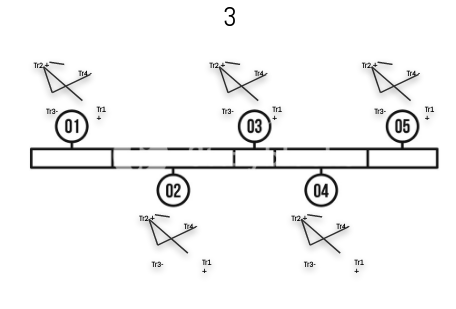 3
Tr2 + Tr4
Tr3- Tr1
+
Tr2 + Tr4
Tr3- Tr1
+
Tr2 + Tr4
Tr3- Tr1
+
01 03 05
02 04
Tr2 + Tr4
Tr3- Tr1
+
Tr2 + Tr4
Tr3- Tr1
+